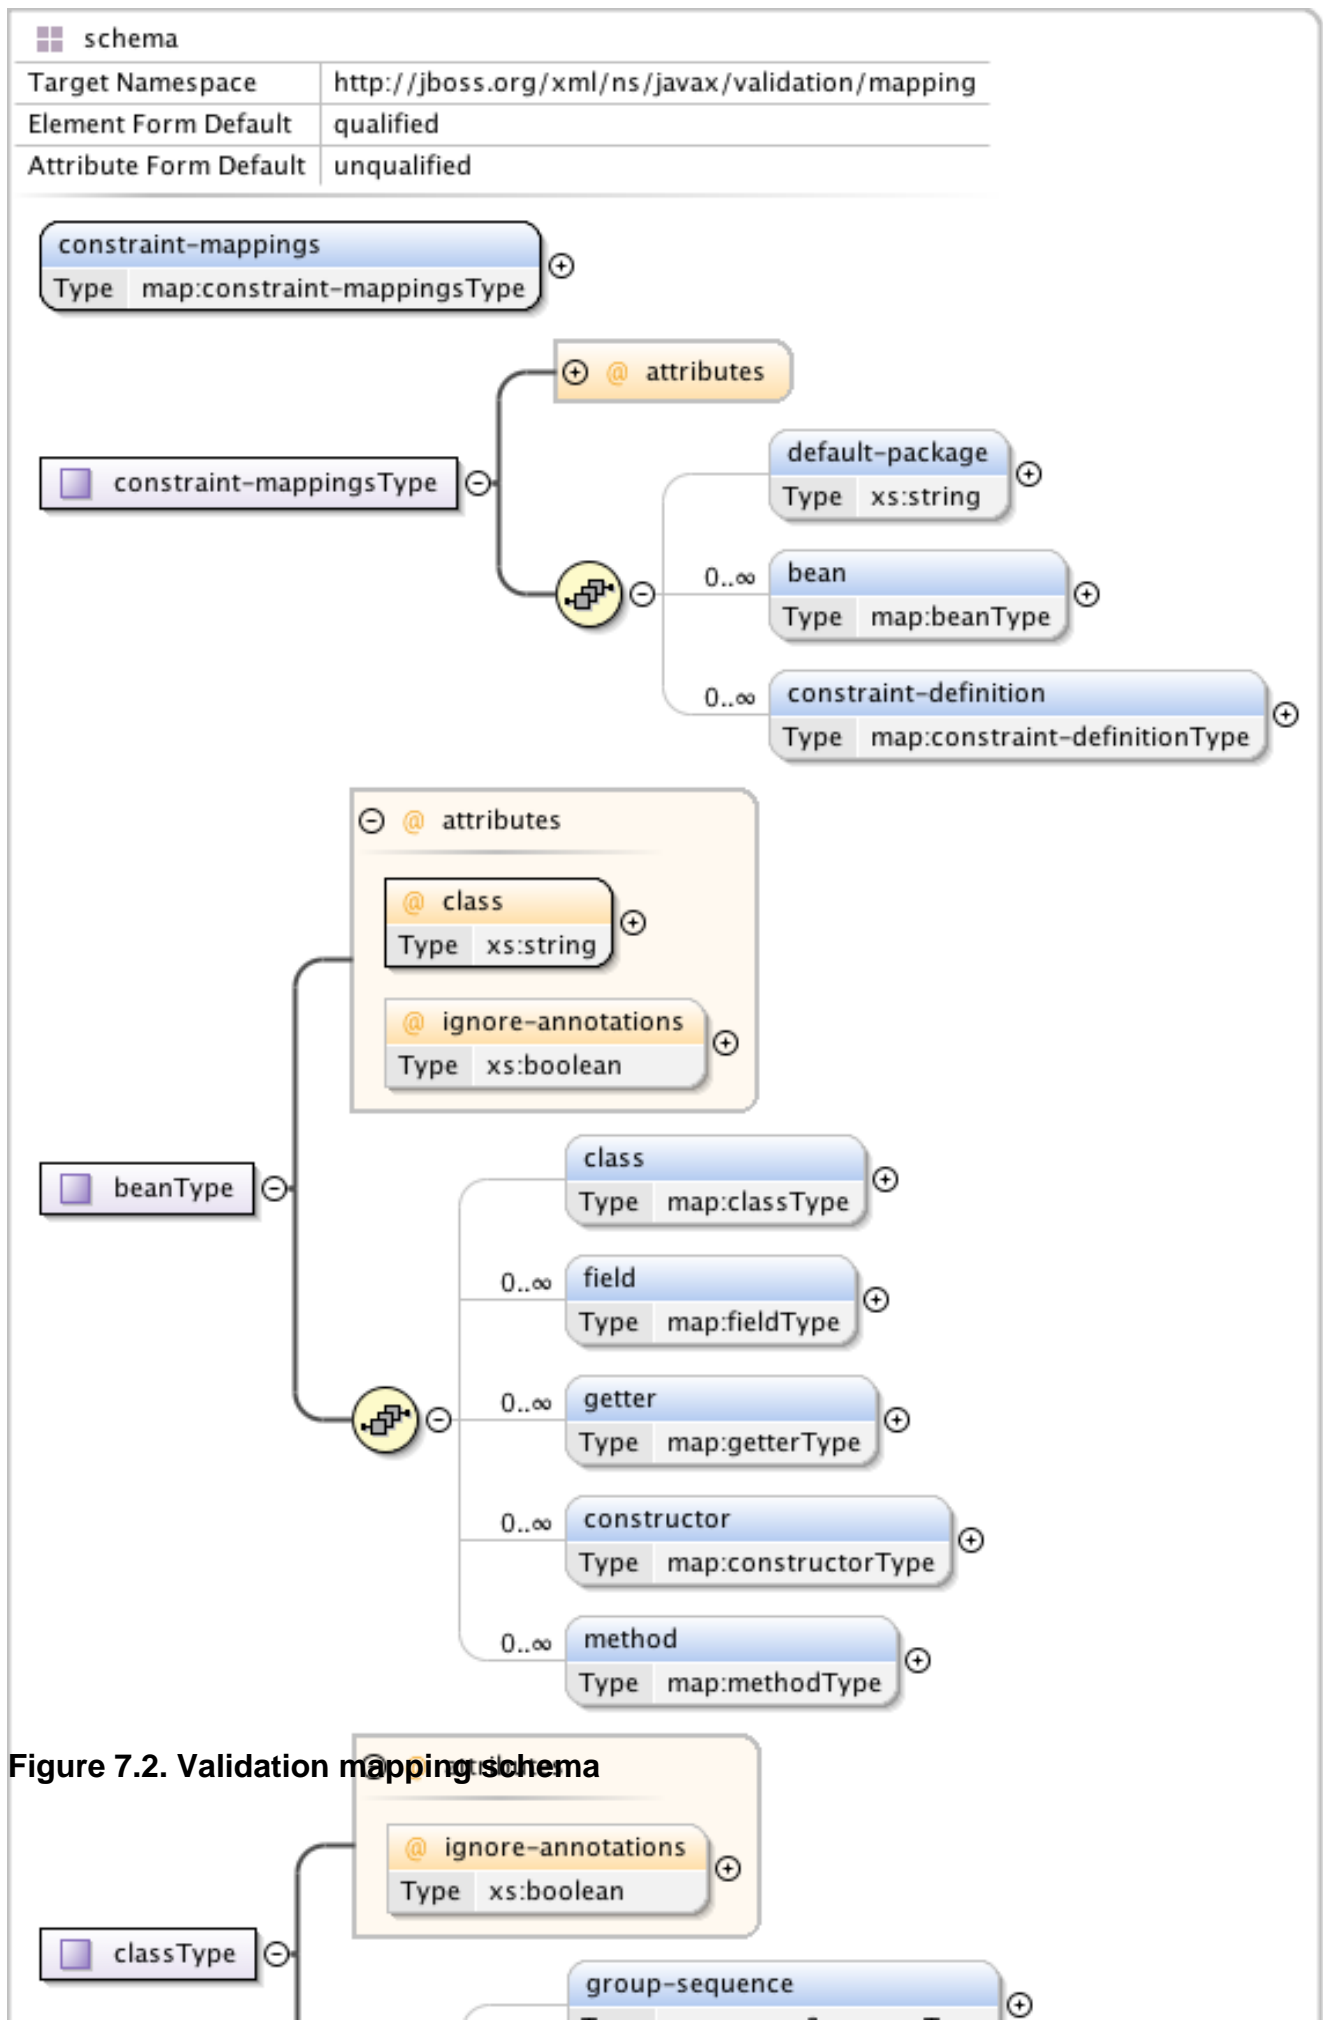 schema
Target Namespace http://jboss.org/xml/ns/javax/validation/mapping
Element Form Default qualified
Attribute Form Default unqualified
constraint-mappings
Type map:constraint-mappingsType
@ attributes
constraint-mappingsType
default-package
Type xs:string
0..∞ bean
Type map:beanType
0..∞ constraint-definition
Type map:constraint-definitionType
@ attributes
@ class
Type xs:string
@ ignore-annotations
Type xs:boolean
beanType
class
Type map:classType
0..∞ field
Type map:fieldType
0..∞ getter
Type map:getterType
0..∞ constructor
Type map:constructorType
0..∞ method
Type map:methodType
@ attributes
Figure 7.2. Validation mapping schema
@ ignore-annotations
Type xs:boolean
classType
group-sequence